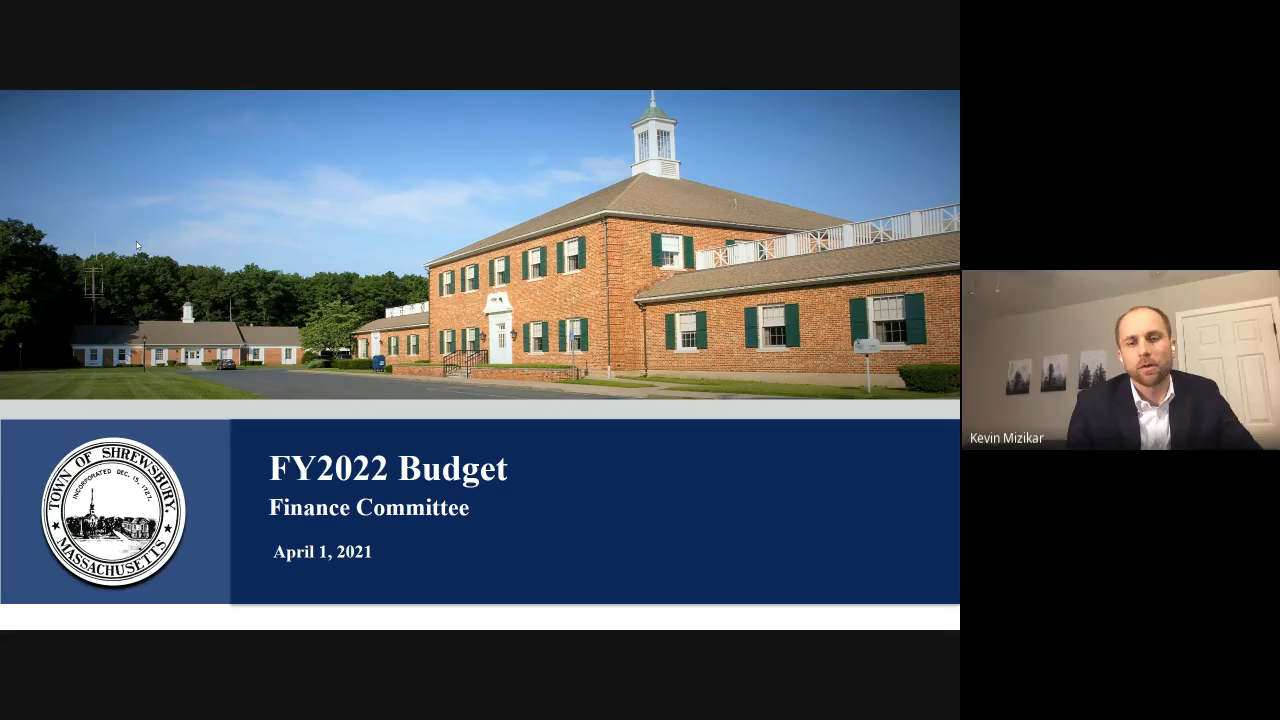 FY2022 Budget
Finance Committee
April 1, 2021
TOWN OF SHREWSBURY,
INCORPORATED DEC. 15, 1727.
MASSACHUSETTS
Kevin Mizikar